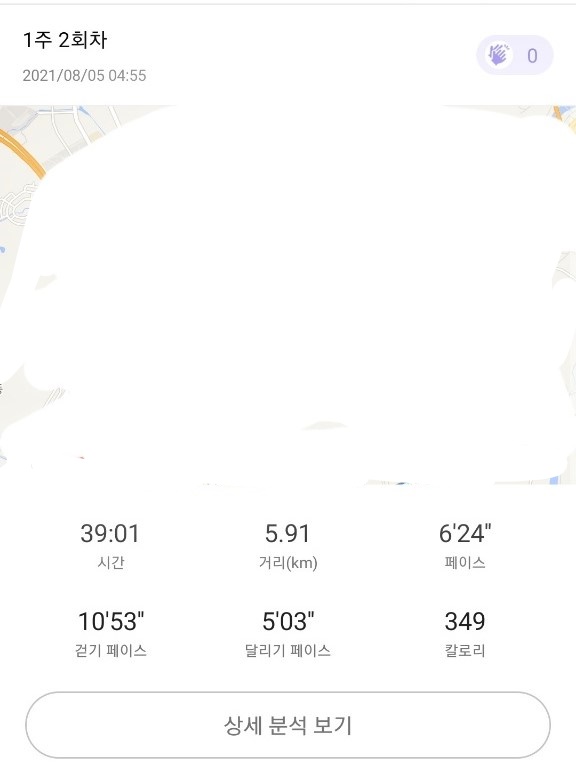 1주 2회차
0
2021/08/05 04:55
39:01 5.91 6'24"
시간 거리(km) 페이스
10'53" 5'03" 349
걷기 페이스 달리기 페이스 칼로리
상세 분석 보기